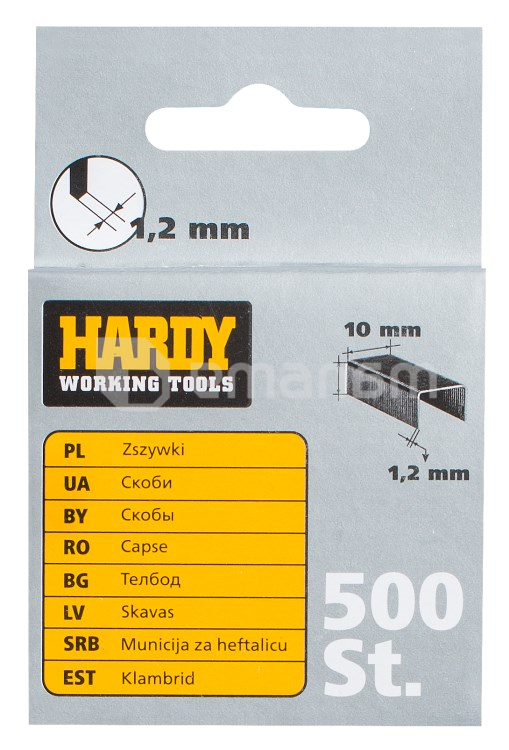 1,2 mm
HARDY
WORKING TOOLS
10 mm
1,2 mm
PL Zszywki
UA Скоби
BY Скобы
RO Capse
BG Телбод
LV Skavas
SRB Municija za heftalicu
EST Klambrid
500
St.